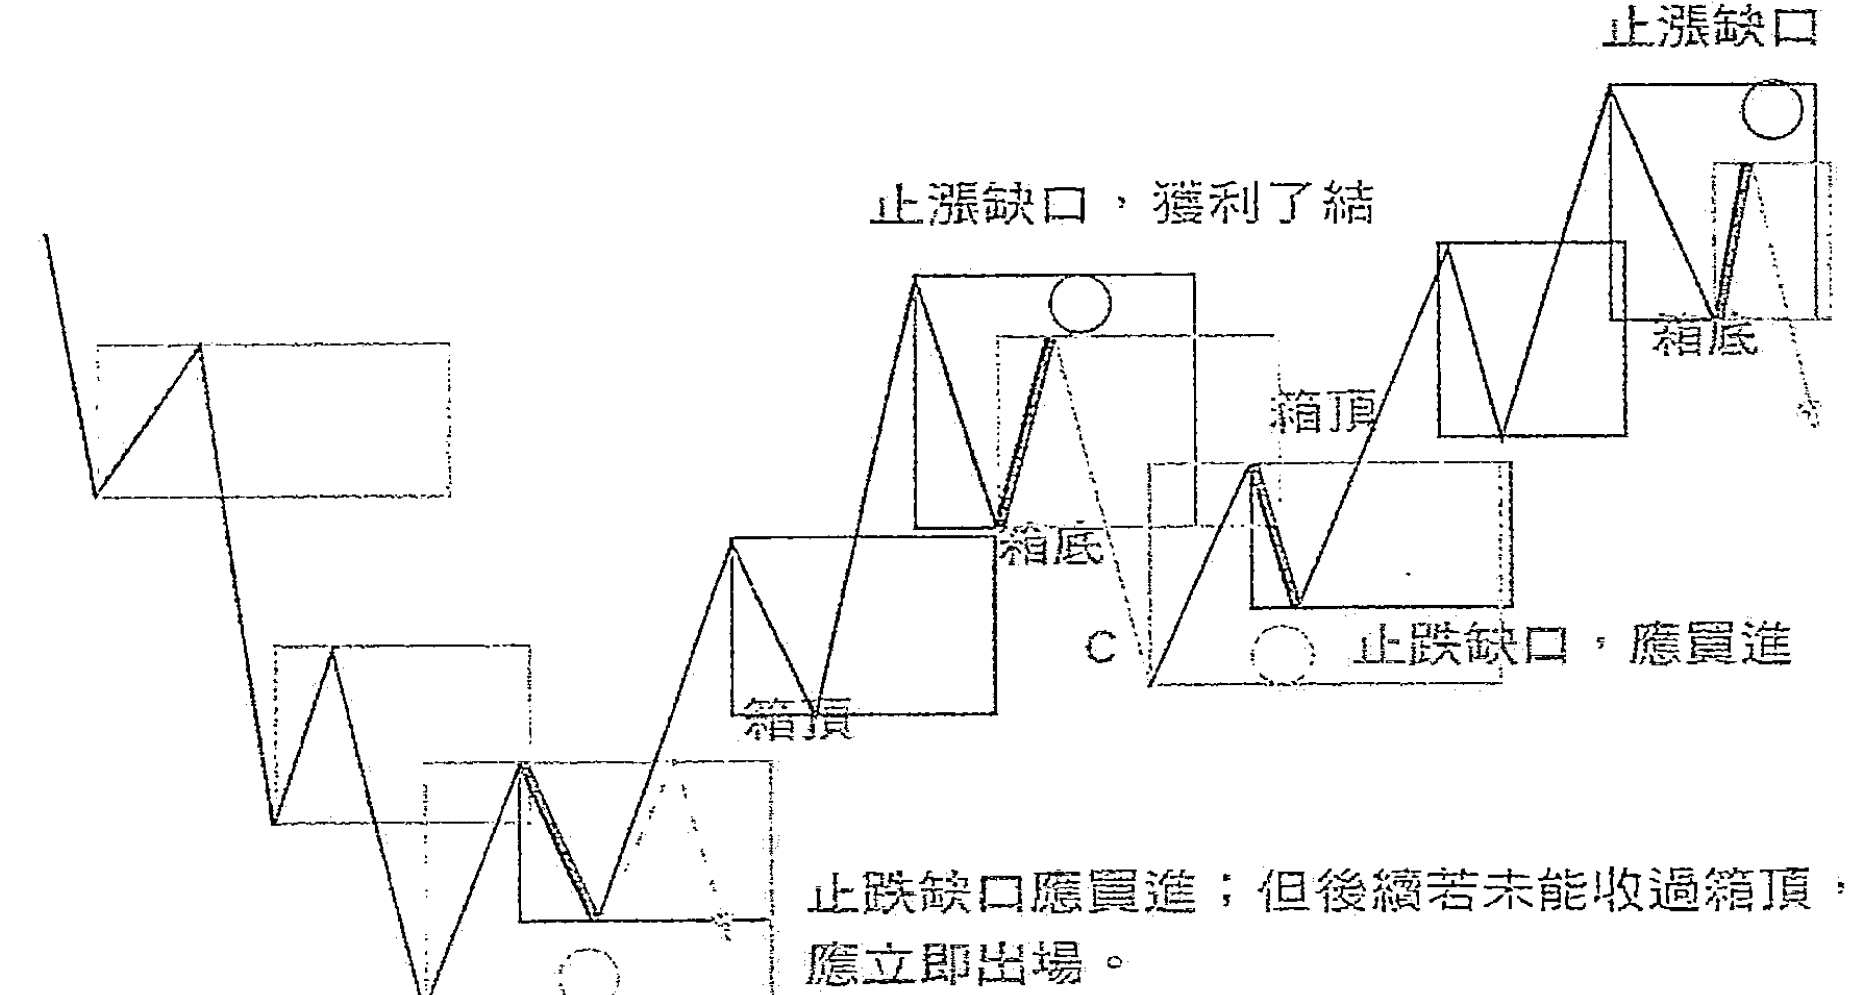 止漲缺口
止漲缺口，獲利了結
箱底
箱頂
箱底
C
止跌缺口，應買進
箱頂
止跌缺口應買進；但後續若未能收過箱頂，
應立即出場。